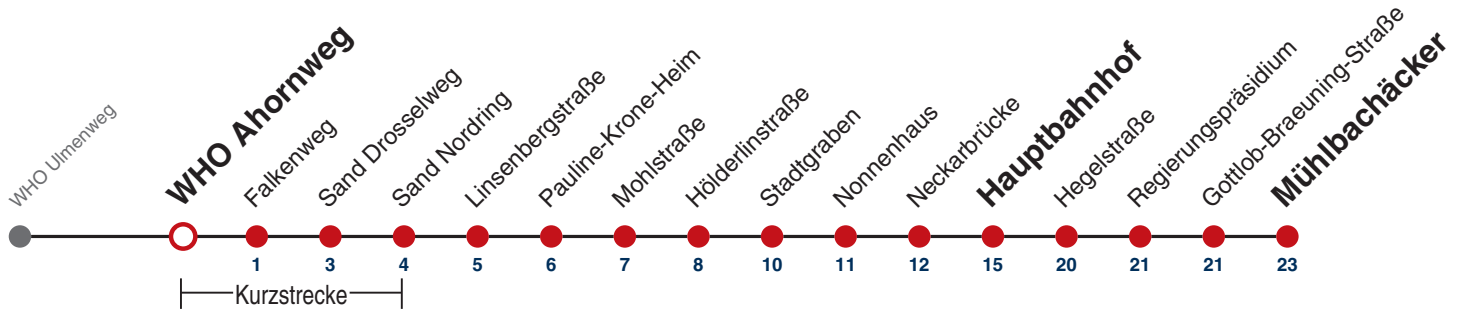 WHO Ulmenweg
WHO Ahornweg
Falkenweg
Sand Drosselweg
Sand Nordring
Linsenbergstraße
Pauline-Krone-Heim
Mohlstraße
Hölderlinstraße
Stadtgraben
Nonnenhaus
Neckarbrücke
Hauptbahnhof
Hegelstraße
Regierungspräsidium
Gottlob-Braeuning-Straße
Mühlbachäcker
1 3 4 5 6 7 8 10 11 12 15 20 21 21 23
Kurzstrecke